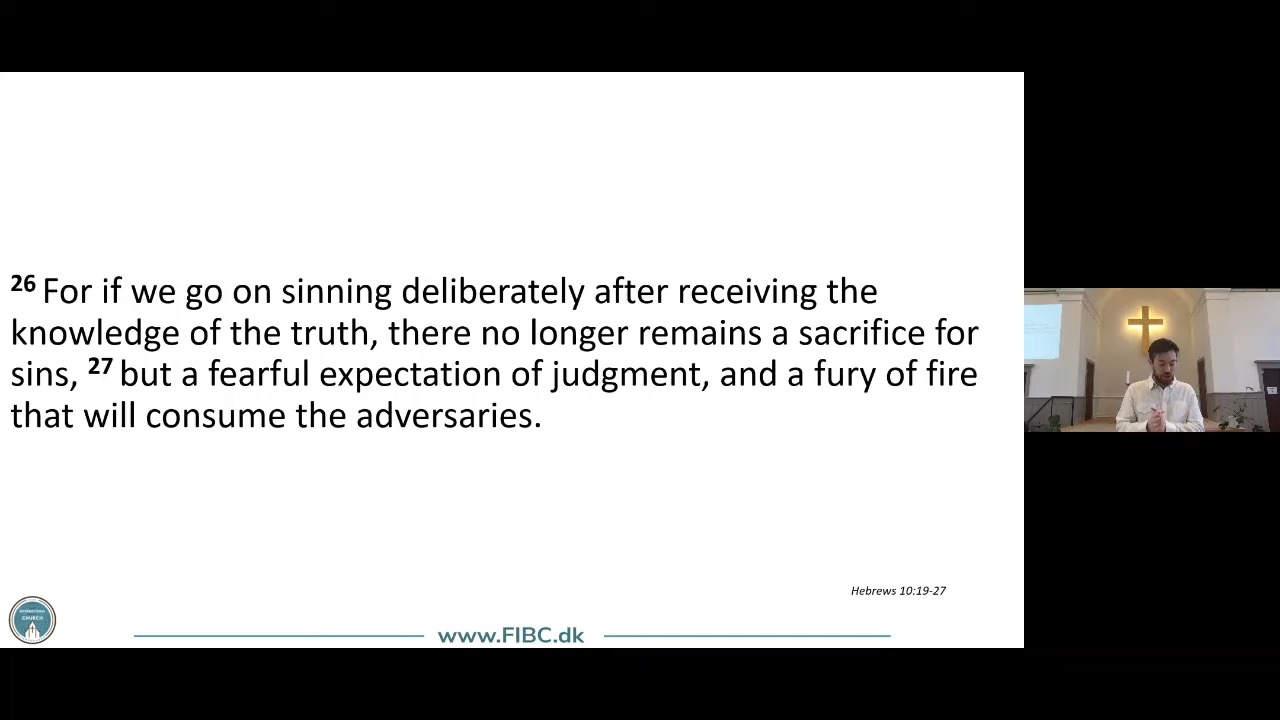 26 For if we go on sinning deliberately after receiving the
knowledge of the truth, there no longer remains a sacrifice for
sins, 27 but a fearful expectation of judgment, and a fury of fire
that will consume the adversaries.
Hebrews 10:19-27
INTERNATIONAL
CHURCH
www.FIBC.dk